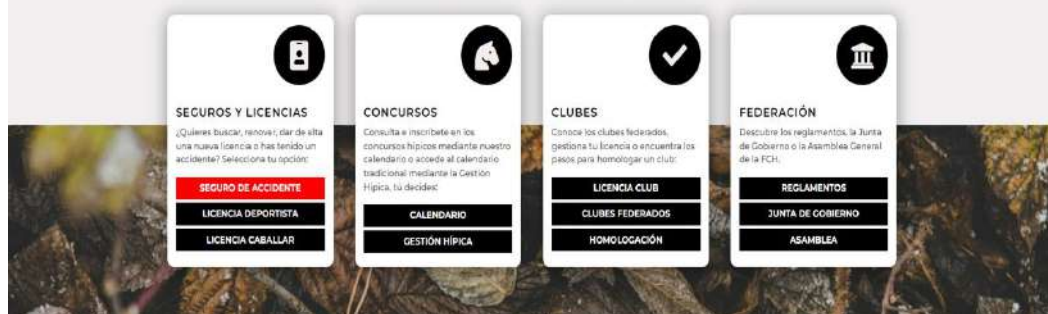 SEGUROS Y LICENCIAS
¿Quieres buscar, renovar, dar de alta
una nueva licencia o has tenido un
accidente? Selecciona tu opción:
SEGURO DE ACCIDENTE
LICENCIA DEPORTISTA
LICENCIA CABALLAR
CONCURSOS
Consulta e inscríbete en los
concursos hípicos mediante nuestro
calendario o accede al calendario
tradicional mediante la Gestión
Hípica, tú decides:
CALENDARIO
GESTIÓN HÍPICA
CLUBES
Conoce los clubes federados,
gestiona tu licencia o encuentra los
pasos para homologar un club:
LICENCIA CLUB
CLUBES FEDERADOS
HOMOLOGACIÓN
FEDERACIÓN
Descubre los reglamentos, la Junta
de Gobierno o la Asamblea General
de la FCH.
REGLAMENTOS
JUNTA DE GOBIERNO
ASAMBLEA